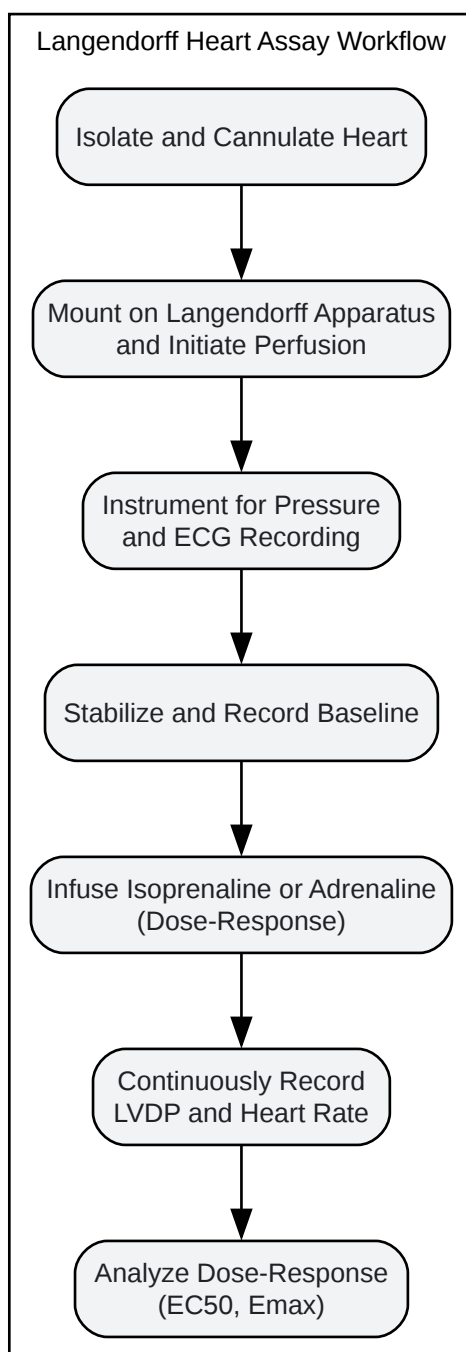 Langendorff Heart Assay Workflow
Isolate and Cannulate Heart
Mount on Langendorff Apparatus
and Initiate Perfusion
Instrument for Pressure
and ECG Recording
Stabilize and Record Baseline
Infuse Isoprenaline or Adrenaline
(Dose-Response)
Continuously Record
LVDP and Heart Rate
Analyze Dose-Response
(EC50, Emax)